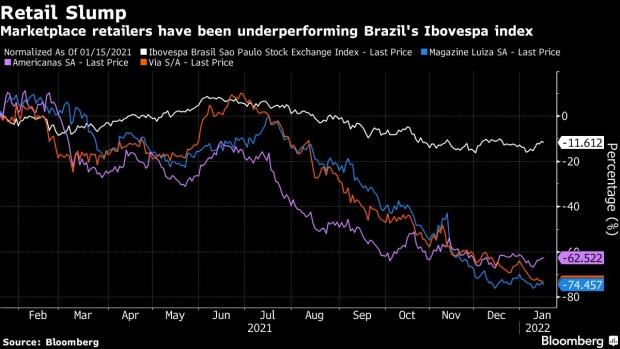 Retail Slump
Marketplace retailers have been underperforming Brazil's Ibovespa index
Normalized As Of 01/15/2021 Ibovespa Brasil Sao Paulo Stock Exchange Index - Last Price Magazine Luiza SA - Last Price
Americanas SA - Last Price Via S/A - Last Price
0
-11.612
-20
-40
-62.522
-74.457
-80
Percentage (%)
Feb Mar Apr May Jun Jul Aug Sep Oct Nov Dec Jan
2021 2022
Source: Bloomberg
Bloomberg